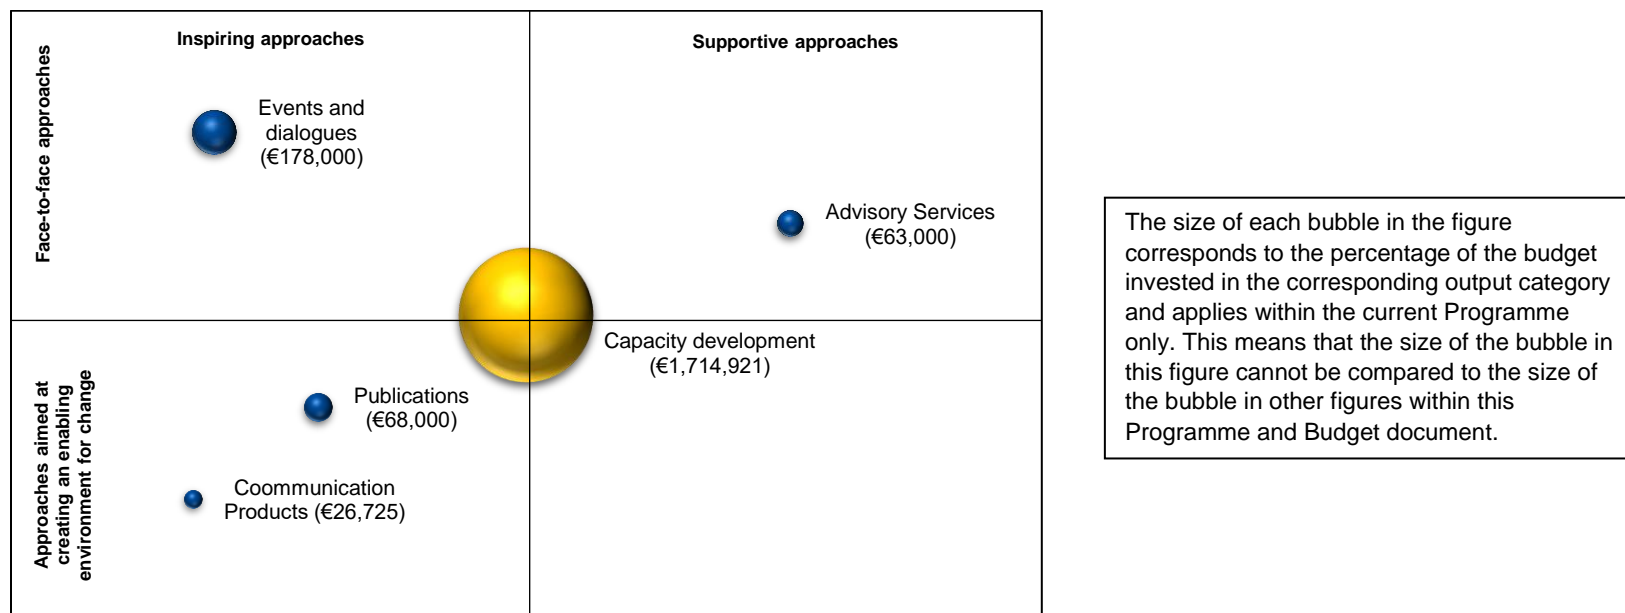 Inspiring approaches
Supportive approaches
Face-to-face approaches
Events and
dialogues
(€178,000)
Advisory Services
(€63,000)
Capacity development
(€1,714,921)
Approaches aimed at
creating an enabling
environment for change
Publications
(€68,000)
Coommunication
Products (€26,725)
The size of each bubble in the figure
corresponds to the percentage of the budget
invested in the corresponding output category
and applies within the current Programme
only. This means that the size of the bubble in
this figure cannot be compared to the size of
the bubble in other figures within this
Programme and Budget document.